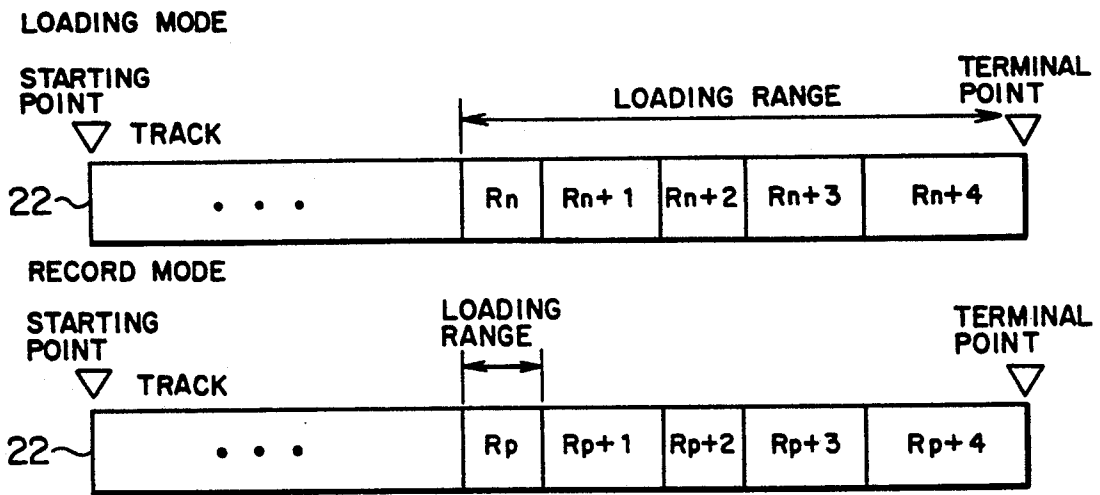 LOADING MODE
STARTING POINT
TERMINAL POINT
LOADING RANGE
TRACK
22
• • •
Rn
Rn+1
Rn+2
Rn+3
Rn+4
RECORD MODE
STARTING POINT
LOADING RANGE
TERMINAL POINT
TRACK
22
• • •
Rp
Rp+1
Rp+2
Rp+3
Rp+4